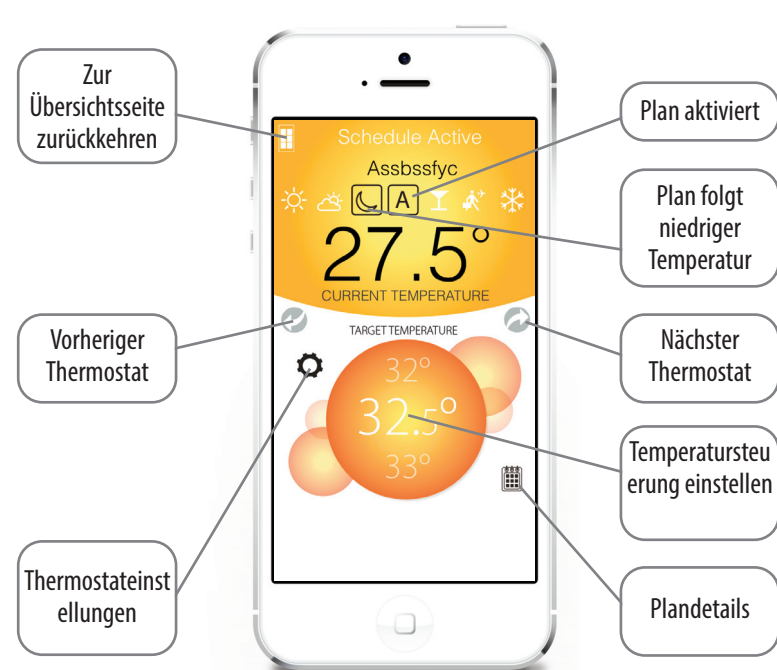 Zur
Übersichtsseite
zurückkehren
Plan aktiviert
Schedule Active
Assbssfyc
A
Plan folgt
niedriger
Temperatur
27.5°
CURRENT TEMPERATURE
Vorheriger
Thermostat
TARGET TEMPERATURE
Nächster
Thermostat
32°
32.5°
33°
Temperatursteu
erung einstellen
Thermostateinst
ellungen
Plandetails